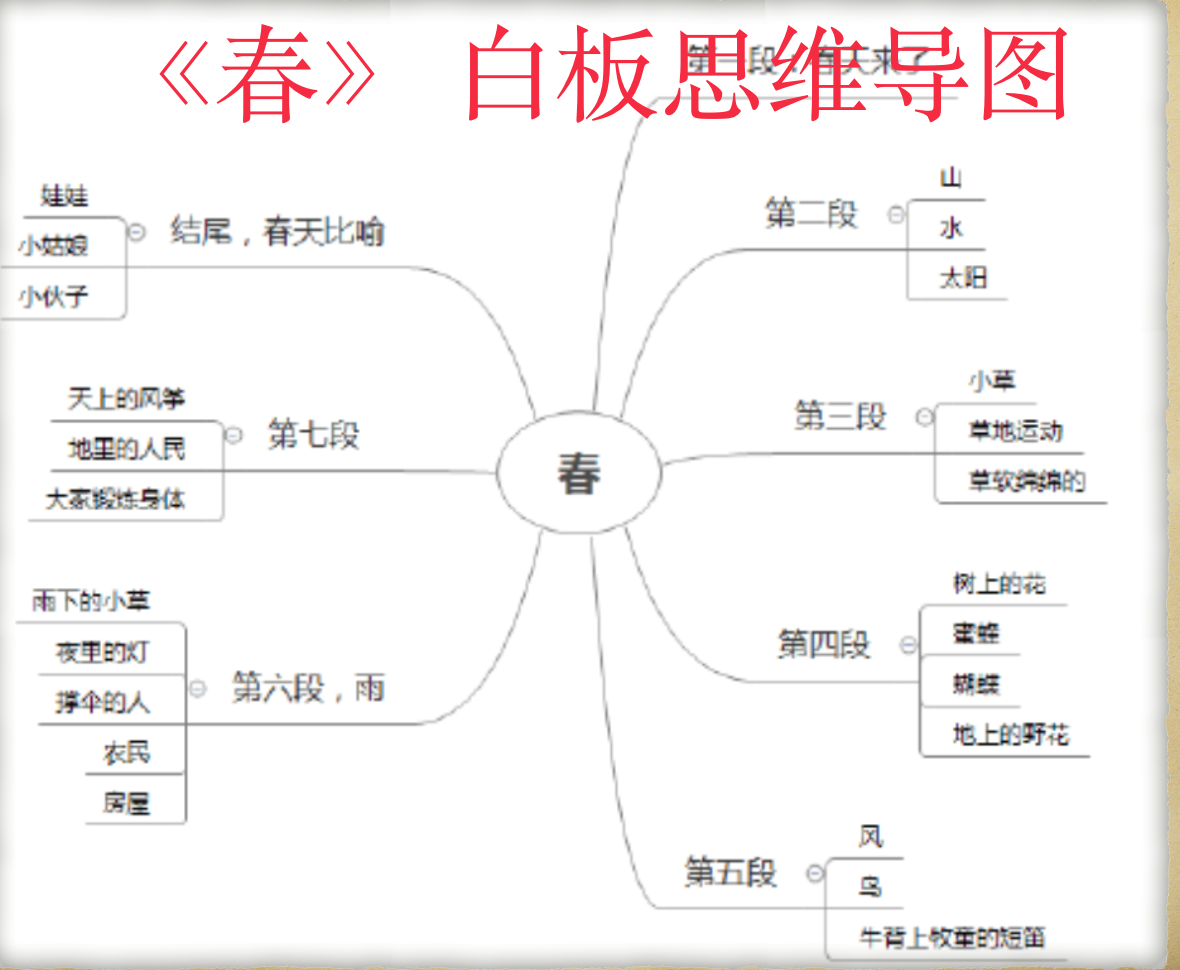 《春》 白板思维导图
第一段：春天来了
春
第二段
山
水
太阳
第三段
小草
草地运动
草软绵绵的
第四段
树上的花
蜜蜂
蝴蝶
地上的野花
第五段
风
鸟
牛背上牧童的短笛
第六段，雨
雨下的小草
夜里的灯
撑伞的人
农民
房屋
第七段
天上的风筝
地里的人民
大家锻炼身体
结尾，春天比喻
娃娃
小姑娘
小伙子